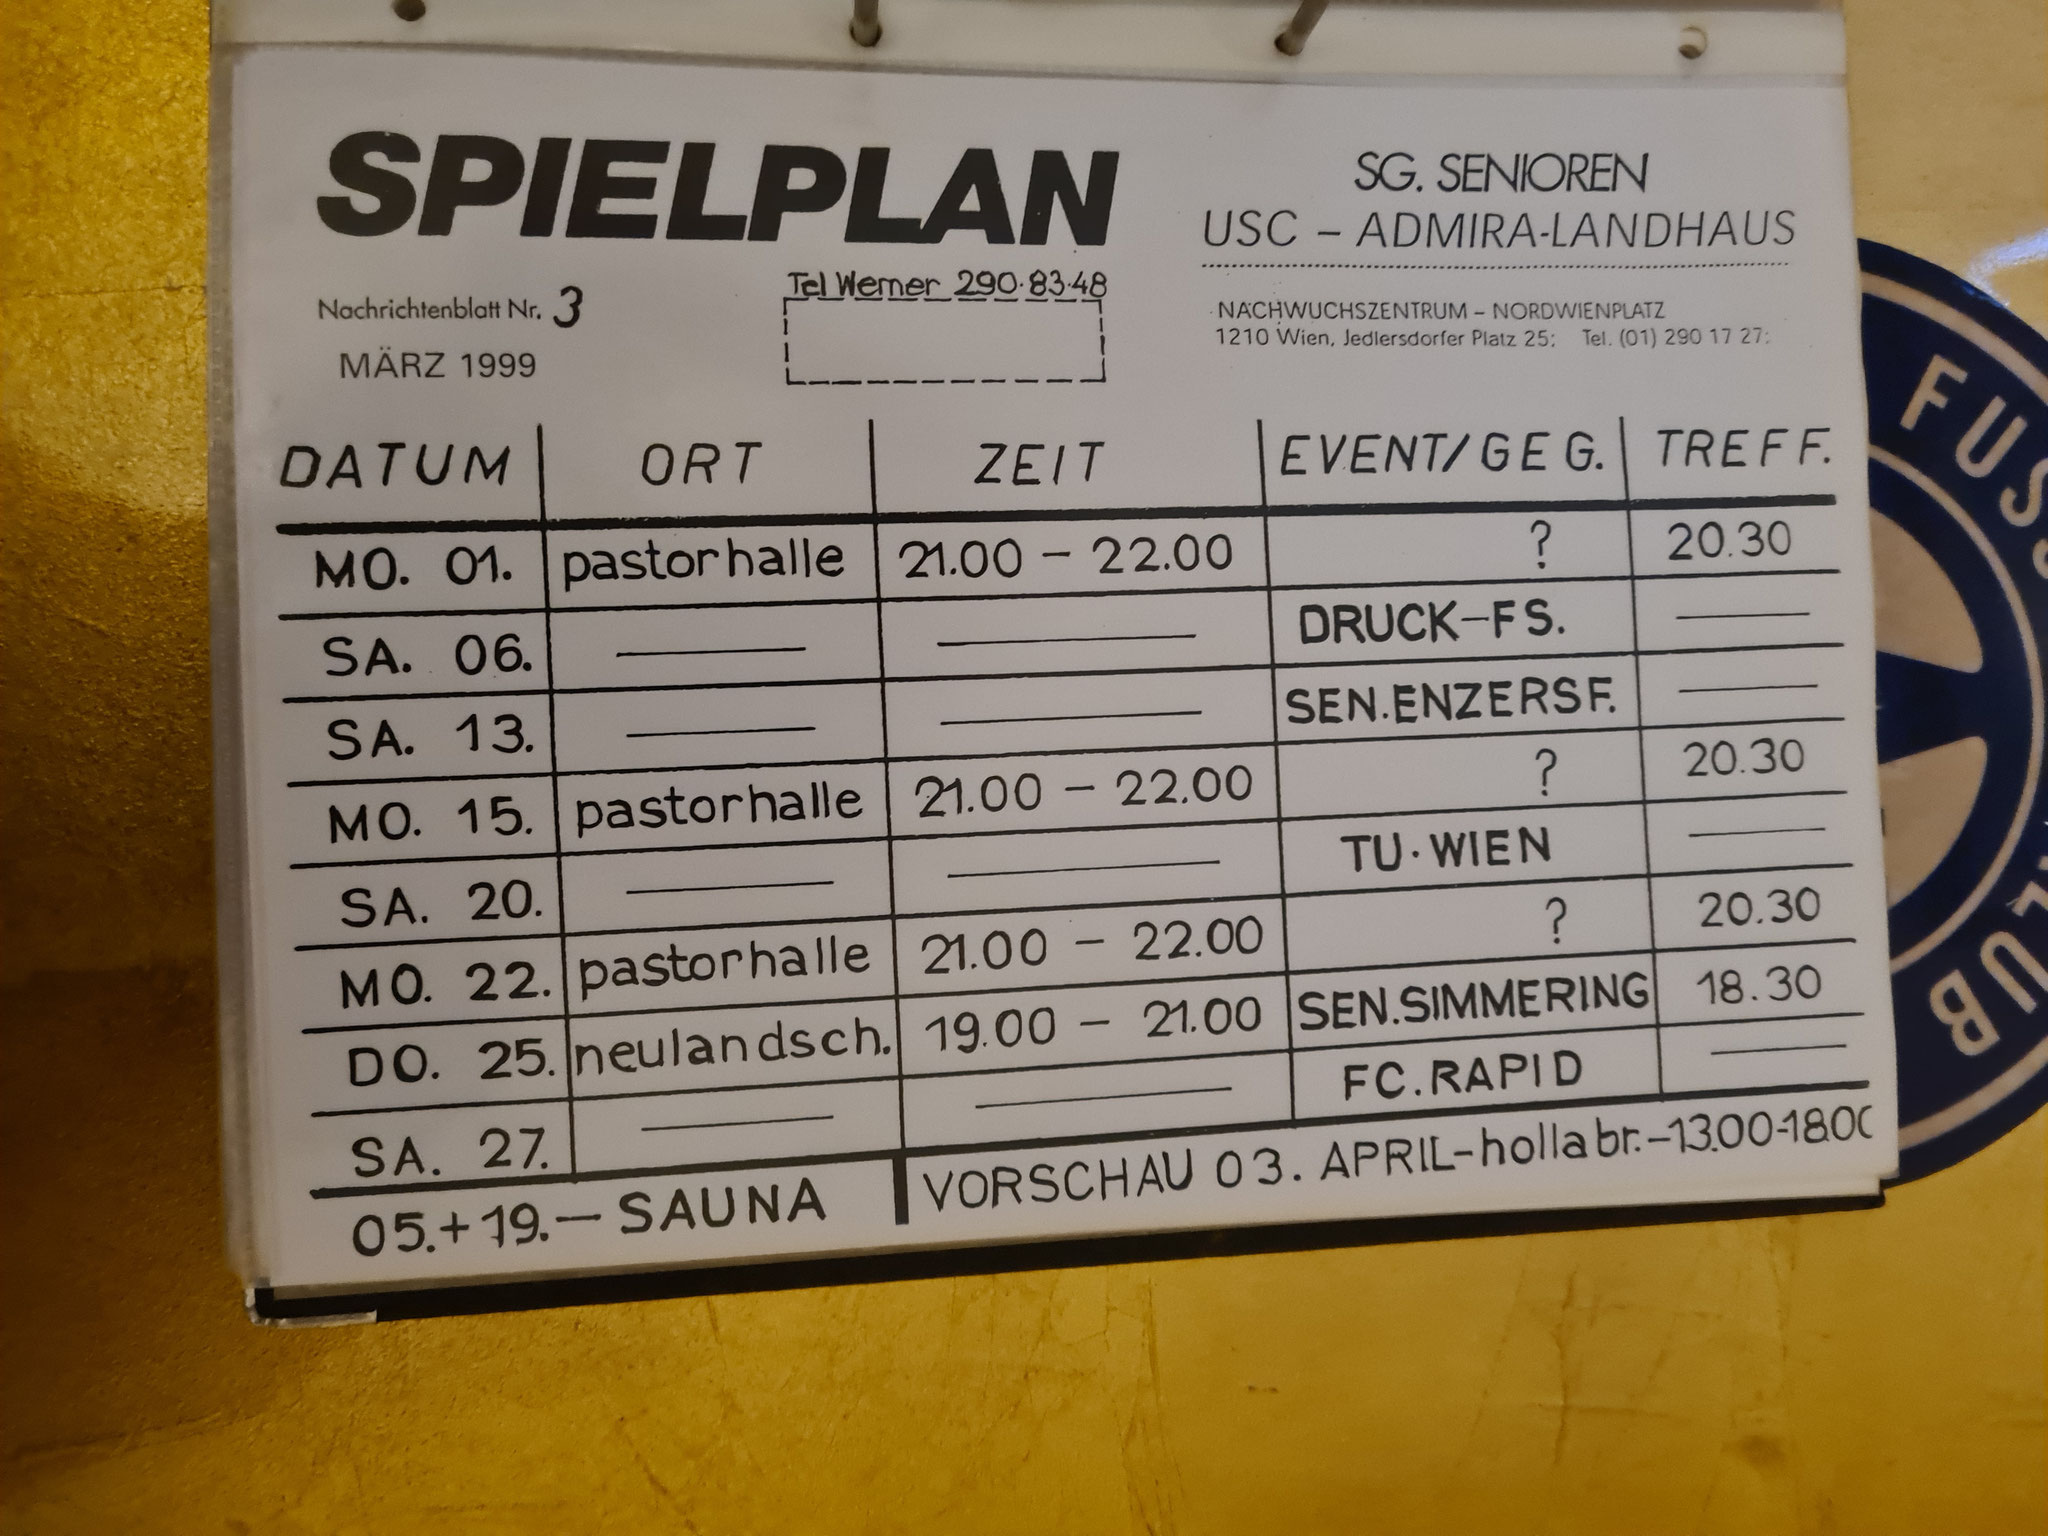 SPIELPLAN
SG. SENIOREN
USC – ADMIRA-LANDHAUS
Nachrichtenblatt Nr. 3
MÄRZ 1999
Tel Werner 290·83·48
NACHWUCHSZENTRUM – NORDWIENPLATZ
1210 Wien, Jedlersdorfer Platz 25; Tel. (01) 290 17 27;
DATUM ORT ZEIT EVENT/GEG. TREFF.
MO. 01. pastorhalle 21.00 – 22.00 ? 20.30
SA. 06. — — DRUCK–FS. —
SA. 13. — — SEN.ENZERSF. —
MO. 15. pastorhalle 21.00 – 22.00 ? 20.30
SA. 20. — — TU·WIEN —
MO. 22. pastorhalle 21.00 – 22.00 ? 20.30
DO. 25. neulandsch. 19.00 – 21.00 SEN.SIMMERING 18.30
SA. 27. — — FC.RAPID —
05.+19.– SAUNA VORSCHAU 03. APRIL–hollabr.–13.00-18.00
FUS
LUB